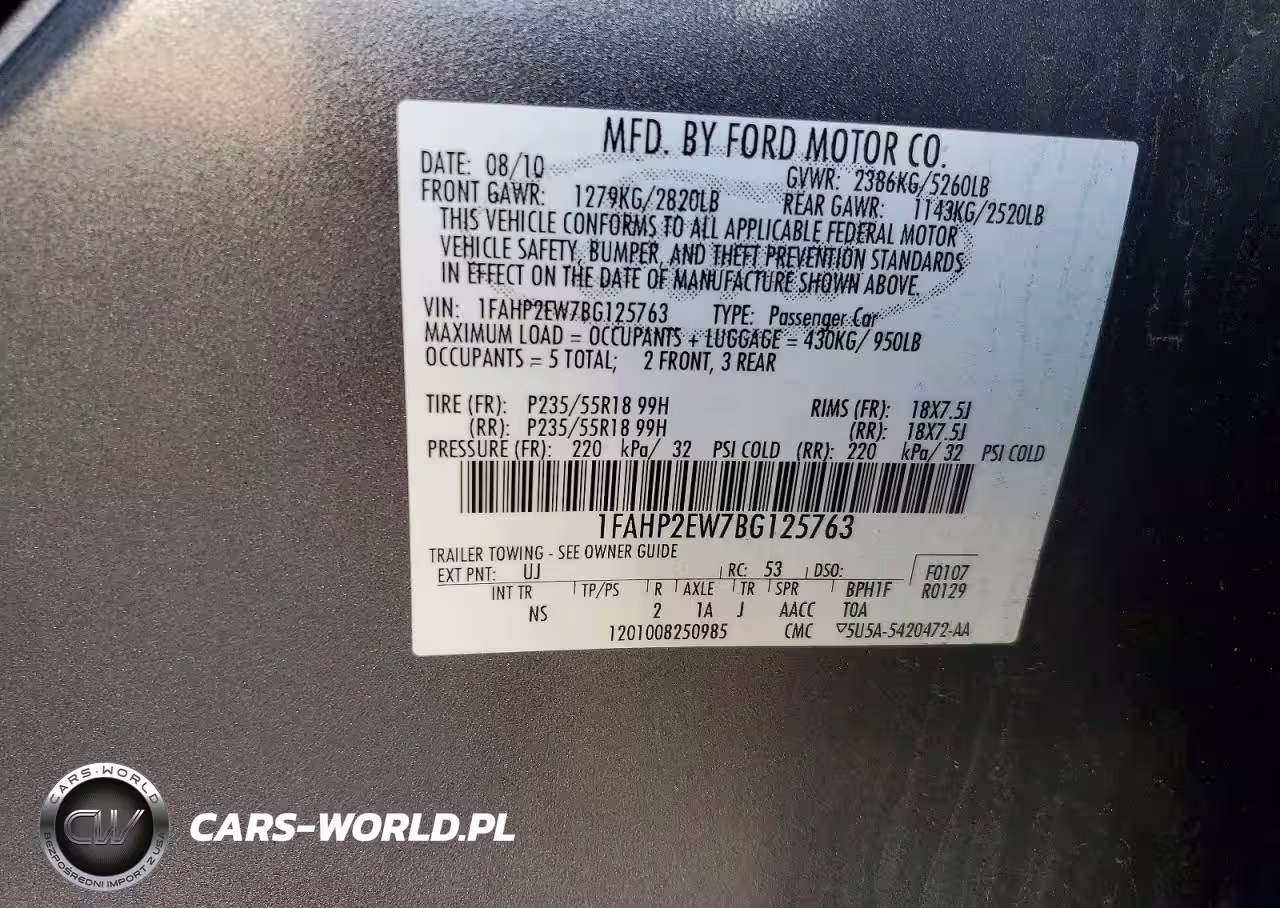 MFD. BY FORD MOTOR CO.
DATE: 08/10 GVWR: 2386KG/5260LB
FRONT GAWR: 1279KG/2820LB REAR GAWR: 1143KG/2520LB
THIS VEHICLE CONFORMS TO ALL APPLICABLE FEDERAL MOTOR
VEHICLE SAFETY, BUMPER, AND THEFT PREVENTION STANDARDS
IN EFFECT ON THE DATE OF MANUFACTURE SHOWN ABOVE.
VIN: 1FAHP2EW7BG125763 TYPE: Passenger Car
MAXIMUM LOAD = OCCUPANTS + LUGGAGE = 430KG/ 950LB
OCCUPANTS = 5 TOTAL; 2 FRONT, 3 REAR
TIRE (FR): P235/55R18 99H RIMS (FR): 18X7.5J
(RR): P235/55R18 99H (RR): 18X7.5J
PRESSURE (FR): 220 kPa/ 32 PSI COLD (RR): 220 kPa/ 32 PSI COLD
1FAHP2EW7BG125763
TRAILER TOWING - SEE OWNER GUIDE
EXT PNT: UJ RC: 53 DSO: F0107
INT TR TP/PS R AXLE TR SPR BPH1F R0129
NS 2 1A J AACC T0A
1201008250985 CMC 5U5A-5420472-AA
CARS-WORLD
CW
BEZPOŚREDNI IMPORT Z USA
CARS-WORLD.PL